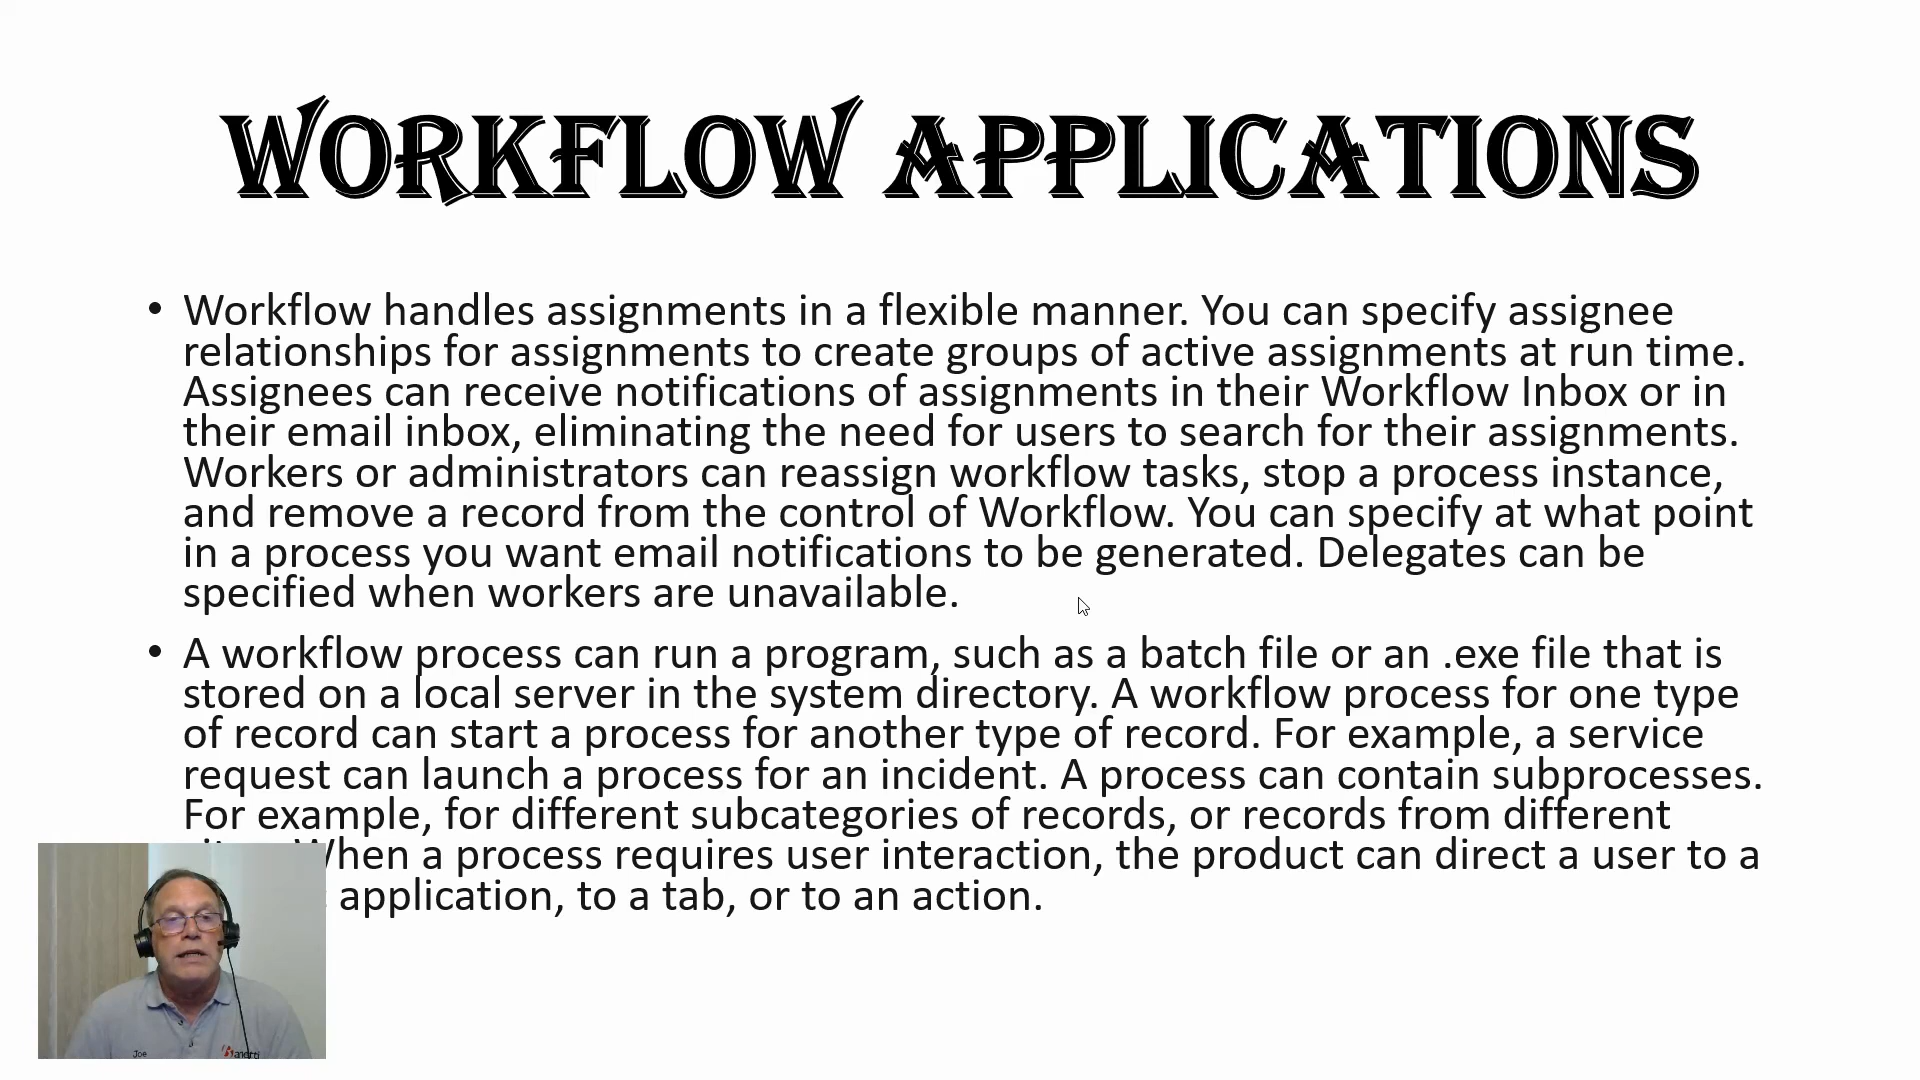 WORKFLOW APPLICATIONS
• Workflow handles assignments in a flexible manner. You can specify assignee
relationships for assignments to create groups of active assignments at run time.
Assignees can receive notifications of assignments in their Workflow Inbox or in
their email inbox, eliminating the need for users to search for their assignments.
Workers or administrators can reassign workflow tasks, stop a process instance,
and remove a record from the control of Workflow. You can specify at what point
in a process you want email notifications to be generated. Delegates can be
specified when workers are unavailable.
• A workflow process can run a program, such as a batch file or an .exe file that is
stored on a local server in the system directory. A workflow process for one type
of record can start a process for another type of record. For example, a service
request can launch a process for an incident. A process can contain subprocesses.
For example, for different subcategories of records, or records from different
When a process requires user interaction, the product can direct a user to a
application, to a tab, or to an action.
Joe